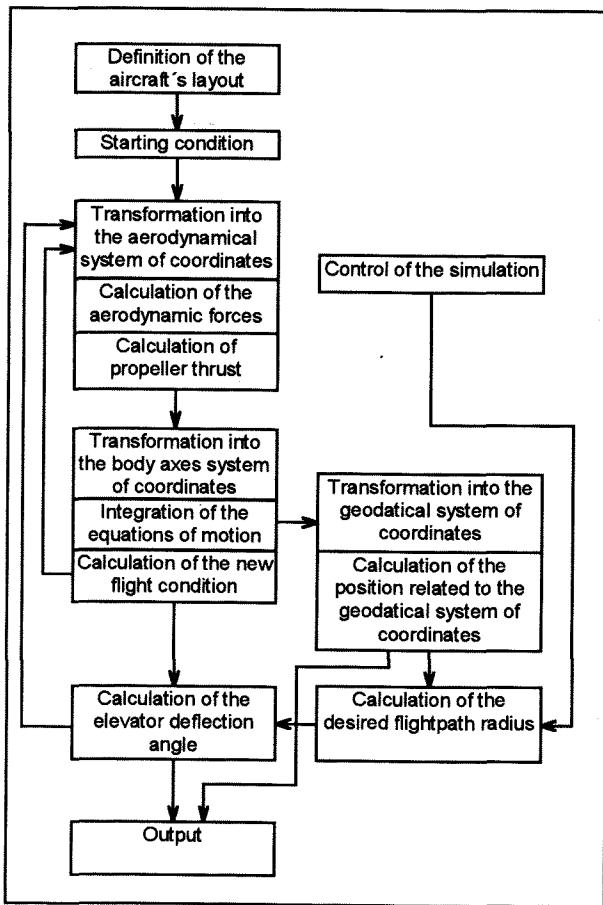 Definition of the
aircraft´s layout
Starting condition
Transformation into
the aerodynamical
system of coordinates
Calculation of the
aerodynamic forces
Calculation of
propeller thrust
Control of the simulation
Transformation into
the body axes system
of coordinates
Integration of the
equations of motion
Calculation of the new
flight condition
Transformation into the
geodatical system of
coordinates
Calculation of the
position related to the
geodatical system of
coordinates
Calculation of the
elevator deflection
angle
Calculation of the
desired flightpath radius
Output